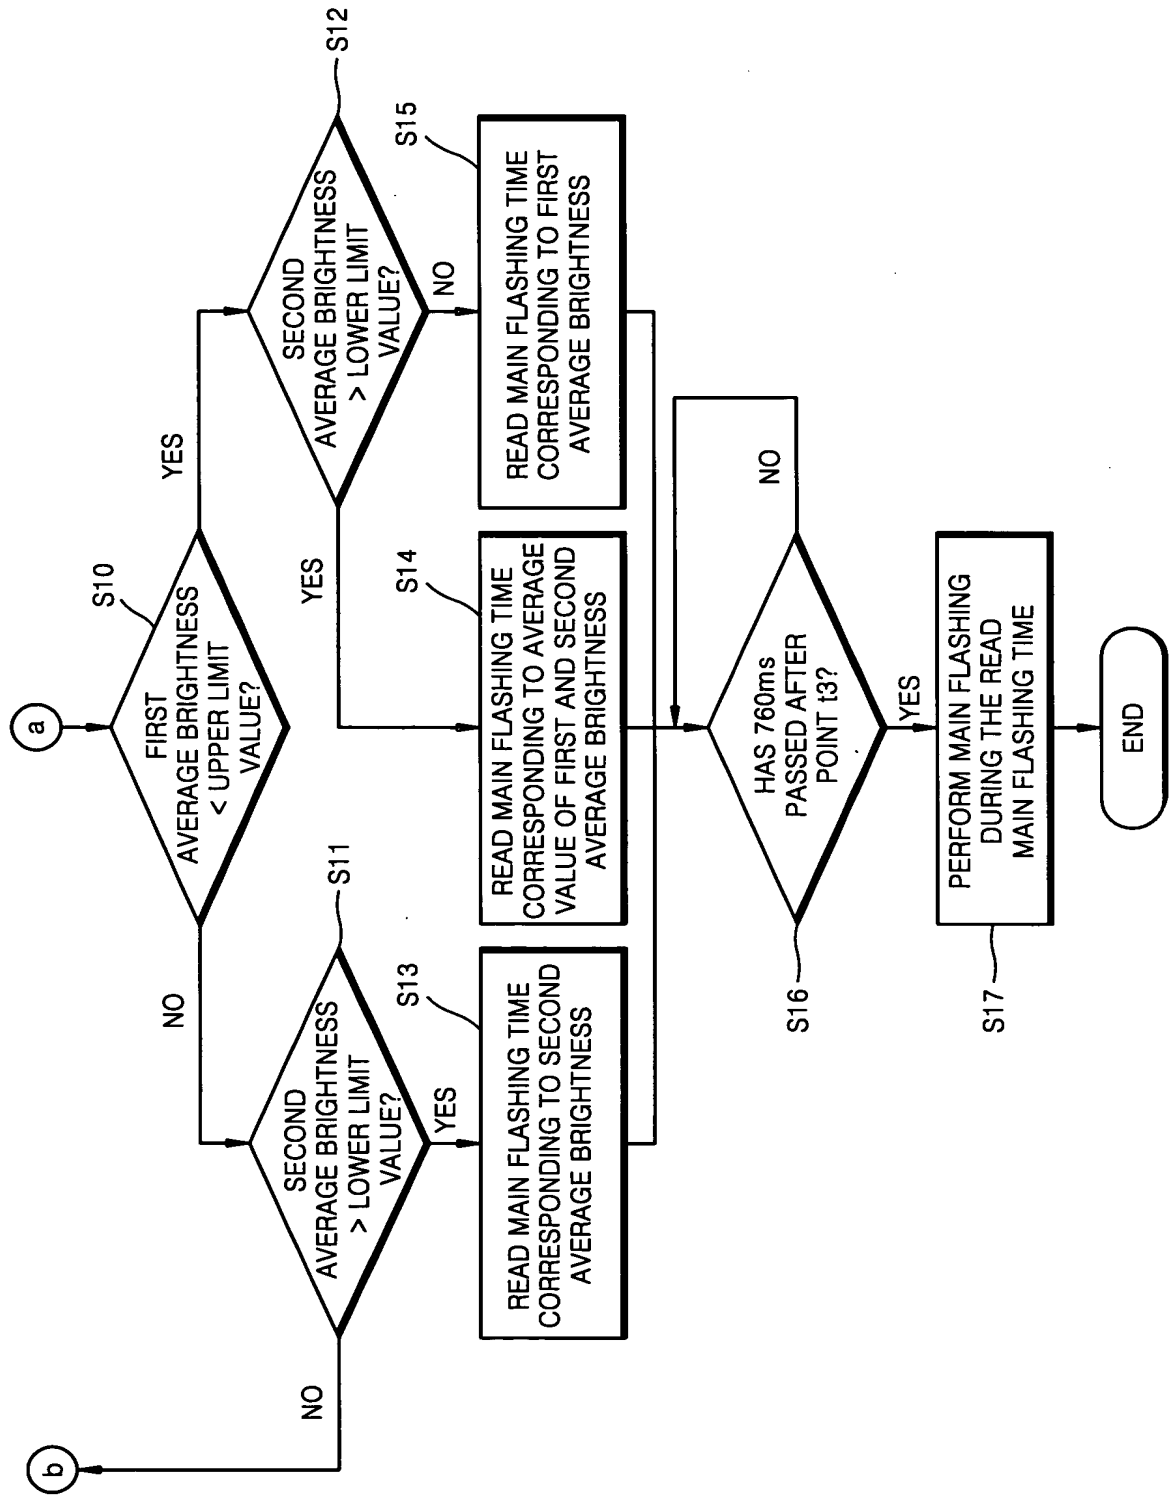 a
FIRST
AVERAGE BRIGHTNESS
< UPPER LIMIT
VALUE?
S10
NO
YES
SECOND
AVERAGE BRIGHTNESS
> LOWER LIMIT
VALUE?
S11
SECOND
AVERAGE BRIGHTNESS
> LOWER LIMIT
VALUE?
S12
b
NO
YES
YES
NO
READ MAIN FLASHING TIME
CORRESPONDING TO SECOND
AVERAGE BRIGHTNESS
S13
READ MAIN FLASHING TIME
CORRESPONDING TO AVERAGE
VALUE OF FIRST AND SECOND
AVERAGE BRIGHTNESS
S14
READ MAIN FLASHING TIME
CORRESPONDING TO FIRST
AVERAGE BRIGHTNESS
S15
HAS 760ms
PASSED AFTER
POINT t3?
S16
NO
YES
PERFORM MAIN FLASHING
DURING THE READ
MAIN FLASHING TIME
S17
END